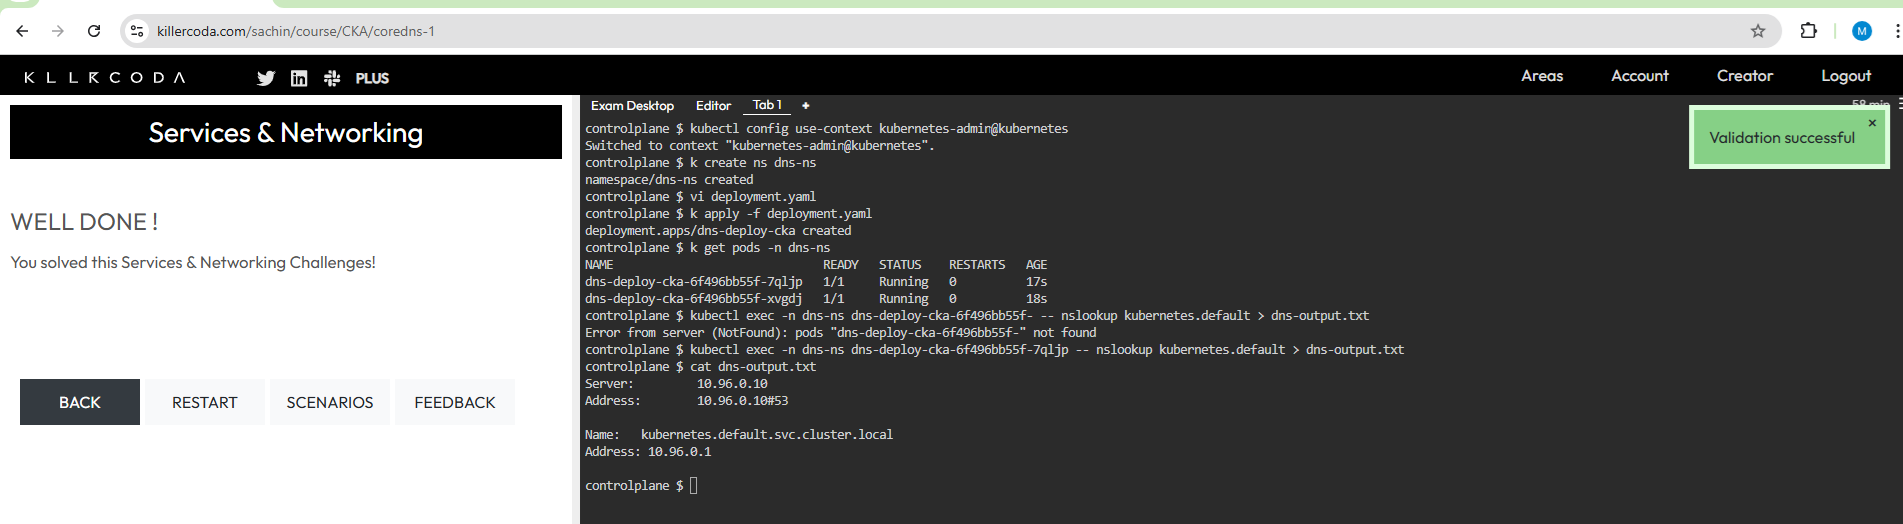 killercoda.com/sachin/course/CKA/coredns-1
M
KLLRCODA
PLUS
Areas
Account
Creator
Logout
Services & Networking
WELL DONE !
You solved this Services & Networking Challenges!
BACK
RESTART
SCENARIOS
FEEDBACK
Exam Desktop
Editor
Tab 1
+
58 min
Validation successful
×
controlplane $ kubectl config use-context kubernetes-admin@kubernetes
Switched to context "kubernetes-admin@kubernetes".
controlplane $ k create ns dns-ns
namespace/dns-ns created
controlplane $ vi deployment.yaml
controlplane $ k apply -f deployment.yaml
deployment.apps/dns-deploy-cka created
controlplane $ k get pods -n dns-ns
NAME READY STATUS RESTARTS AGE
dns-deploy-cka-6f496bb55f-7qljp 1/1 Running 0 17s
dns-deploy-cka-6f496bb55f-xvgdj 1/1 Running 0 18s
controlplane $ kubectl exec -n dns-ns dns-deploy-cka-6f496bb55f- -- nslookup kubernetes.default > dns-output.txt
Error from server (NotFound): pods "dns-deploy-cka-6f496bb55f-" not found
controlplane $ kubectl exec -n dns-ns dns-deploy-cka-6f496bb55f-7qljp -- nslookup kubernetes.default > dns-output.txt
controlplane $ cat dns-output.txt
Server: 10.96.0.10
Address: 10.96.0.10#53
Name: kubernetes.default.svc.cluster.local
Address: 10.96.0.1
controlplane $